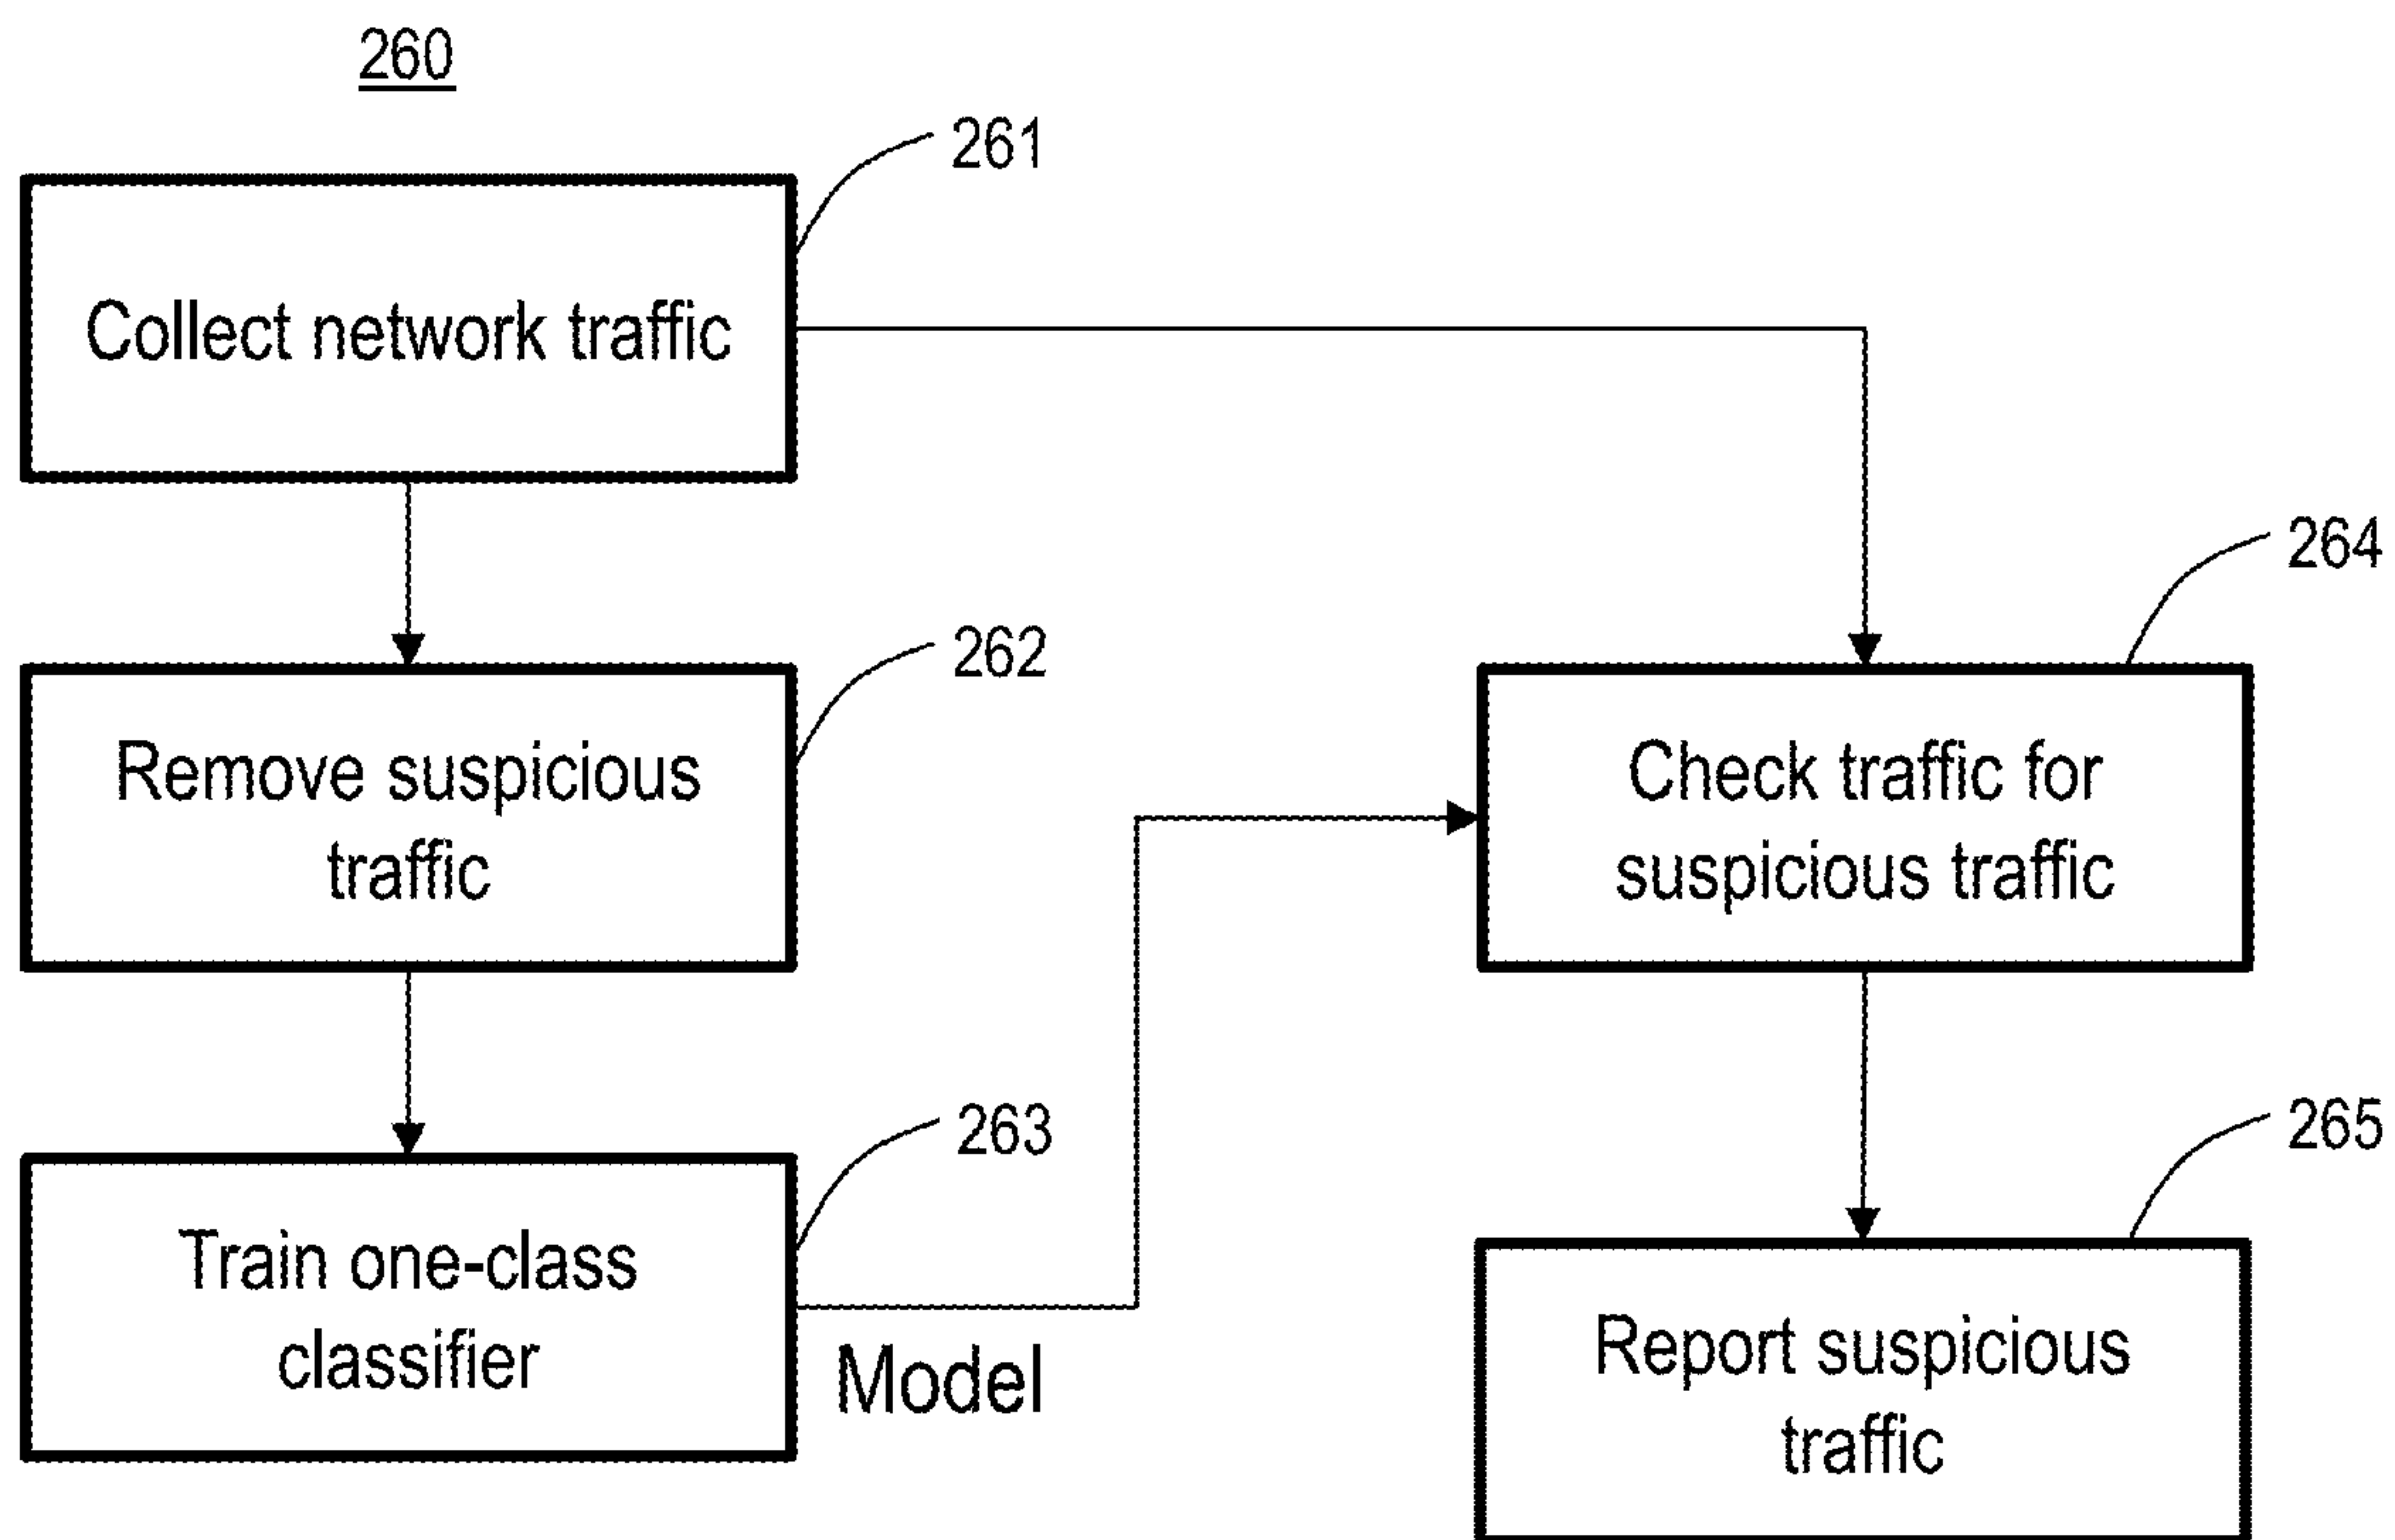 260
261
Collect network traffic
262
Remove suspicious
traffic
263
Train one-class
classifier
Model
264
Check traffic for
suspicious traffic
265
Report suspicious
traffic